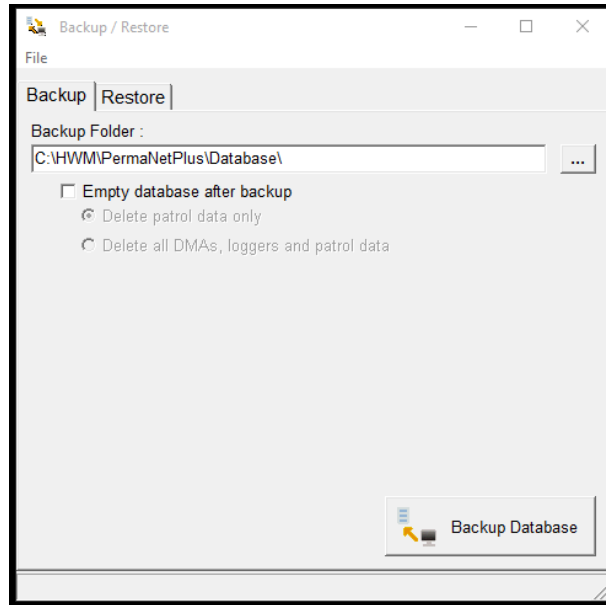 Backup / Restore
File
Backup Restore
Backup Folder :
C:\HWM\PermaNetPlus\Database\
...
Empty database after backup
Delete patrol data only
Delete all DMAs, loggers and patrol data
Backup Database